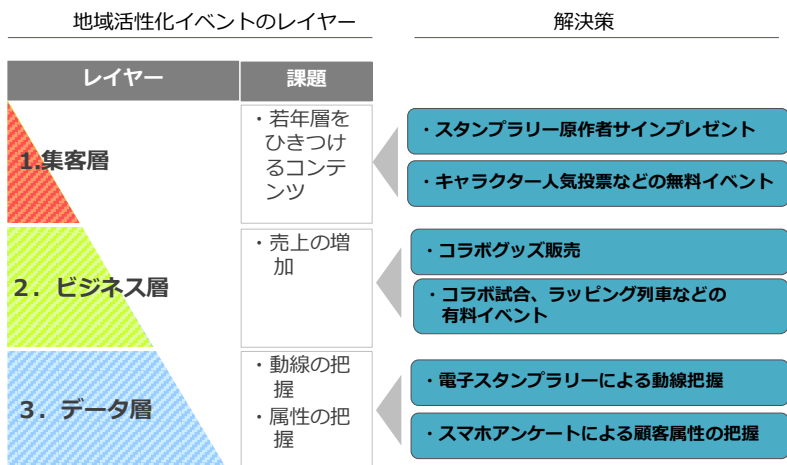 地域活性化イベントのレイヤー
解決策
レイヤー
課題
1.集客層
・若年層を
ひきつけ
るコンテ
ンツ
・スタンプラリー原作者サインプレゼント
・キャラクター人気投票などの無料イベント
2．ビジネス層
・売上の増
加
・コラボグッズ販売
・コラボ試合、ラッピング列車などの
有料イベント
3．データ層
・動線の把
握
・属性の把
握
・電子スタンプラリーによる動線把握
・スマホアンケートによる顧客属性の把握